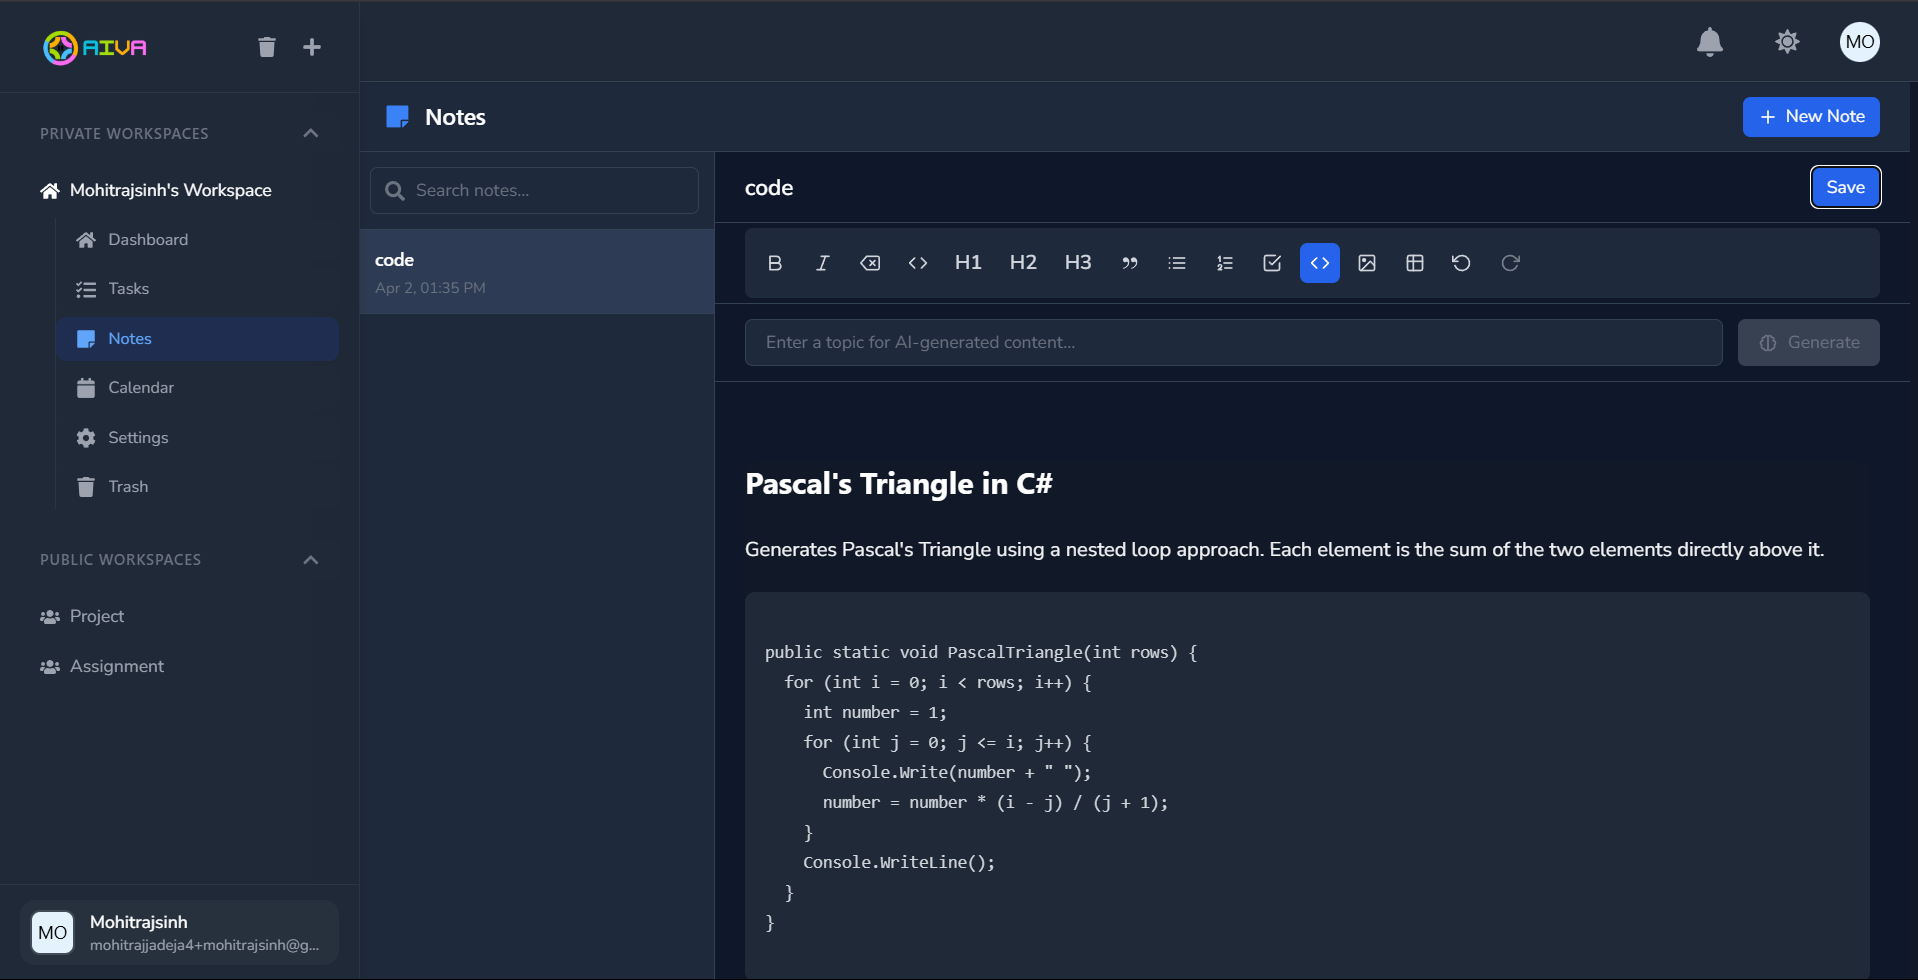 AIVA
MO
PRIVATE WORKSPACES
Mohitrajsinh's Workspace
Dashboard
Tasks
Notes
Calendar
Settings
Trash
PUBLIC WORKSPACES
Project
Assignment
MO
Mohitrajsinh
mohitrajjadeja4+mohitrajsinh@g...
Notes
+ New Note
Search notes...
code
Apr 2, 01:35 PM
code
Save
B I <> H1 H2 H3 <>
Enter a topic for AI-generated content...
Generate
Pascal's Triangle in C#
Generates Pascal's Triangle using a nested loop approach. Each element is the sum of the two elements directly above it.
public static void PascalTriangle(int rows) {
  for (int i = 0; i < rows; i++) {
    int number = 1;
    for (int j = 0; j <= i; j++) {
      Console.Write(number + " ");
      number = number * (i - j) / (j + 1);
    }
    Console.WriteLine();
  }
}